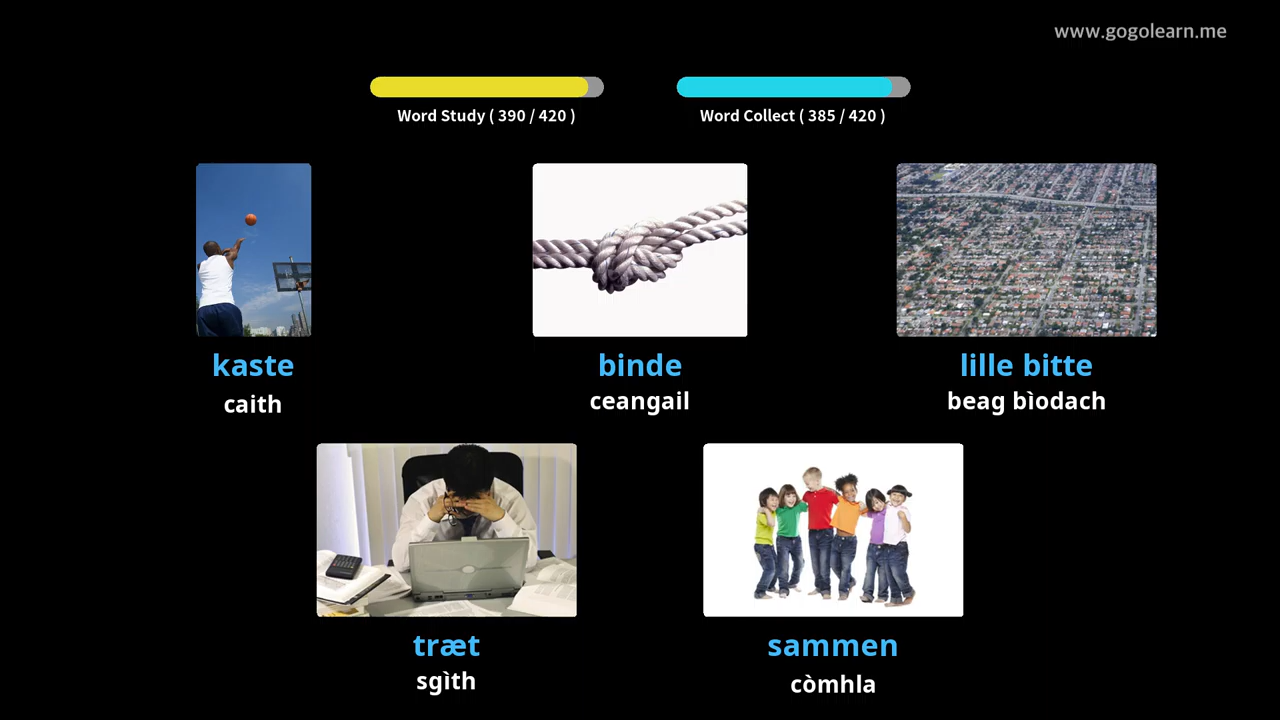 www.gogolearn.me
Word Study ( 390 / 420 )
Word Collect ( 385 / 420 )
kaste
caith
binde
ceangail
lille bitte
beag bìodach
træt
sgìth
sammen
còmhla